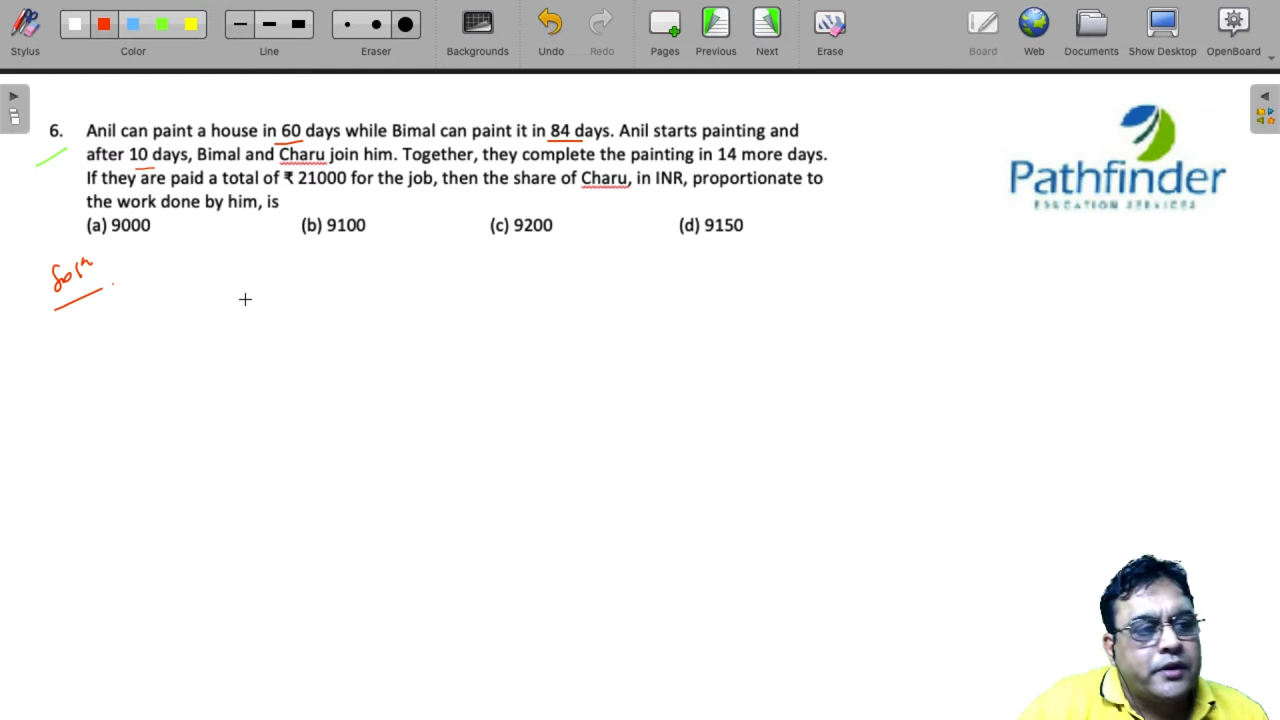 Stylus
Color
Line
Eraser
Backgrounds
Undo
Redo
Pages
Previous
Next
Erase
Board
Web
Documents
Show Desktop
OpenBoard
6. Anil can paint a house in 60 days while Bimal can paint it in 84 days. Anil starts painting and
after 10 days, Bimal and Charu join him. Together, they complete the painting in 14 more days.
If they are paid a total of ₹ 21000 for the job, then the share of Charu, in INR, proportionate to
the work done by him, is
(a) 9000 (b) 9100 (c) 9200 (d) 9150
Pathfinder
EDUCATION SERVICES
Solⁿ